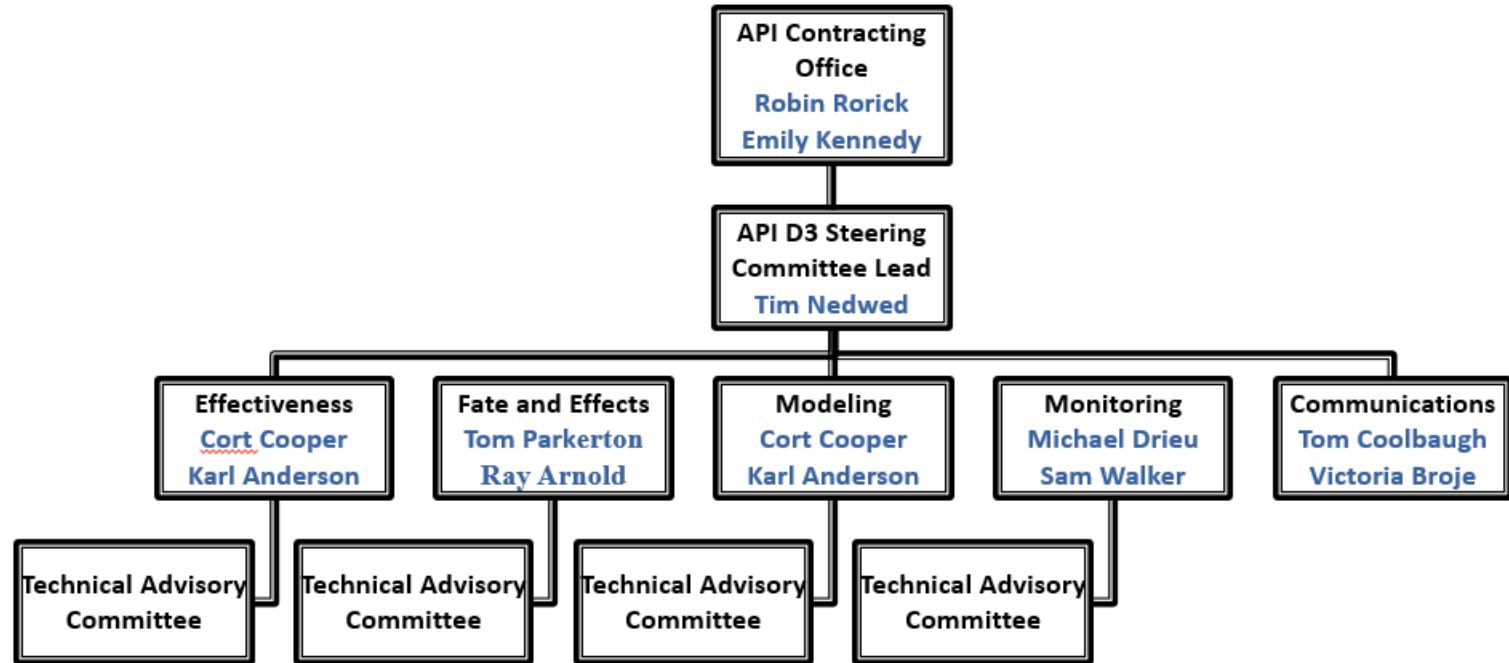 API Contracting
Office
Robin Rorick
Emily Kennedy
API D3 Steering
Committee Lead
Tim Nedwed
Effectiveness
Cort Cooper
Karl Anderson
Fate and Effects
Tom Parkerton
Ray Arnold
Modeling
Cort Cooper
Karl Anderson
Monitoring
Michael Drieu
Sam Walker
Communications
Tom Coolbaugh
Victoria Broje
Technical Advisory
Committee
Technical Advisory
Committee
Technical Advisory
Committee
Technical Advisory
Committee